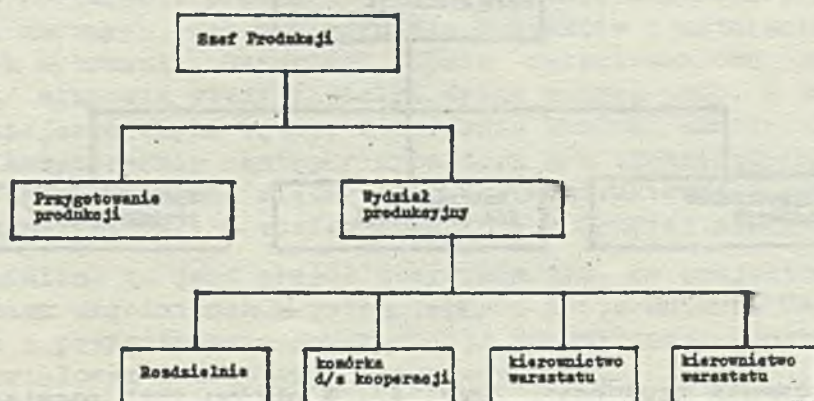 Szef Produkcji
Przygotowanie
produkcji
Wydział
produkcyjny
Rozdzielnia
komórka
d/s kooperacji
kierownictwo
warsztatu
kierownictwo
warsztatu